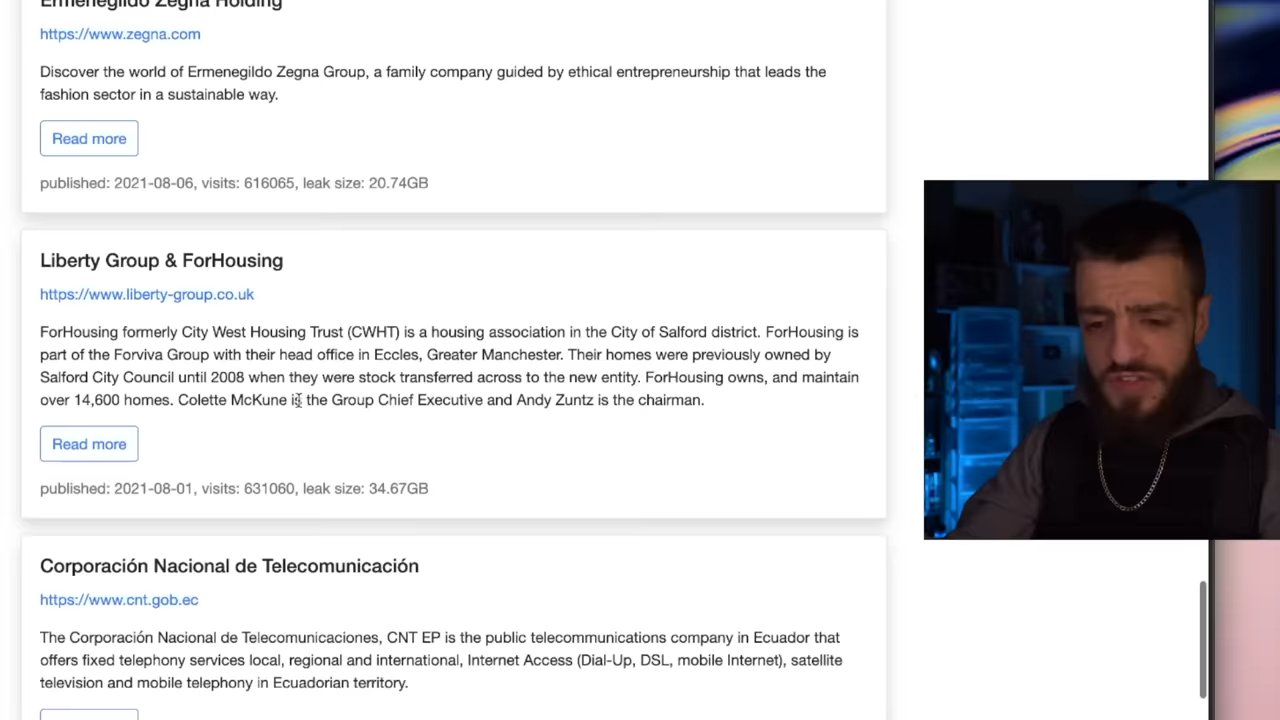 Ermenegildo Zegna Holding
https://www.zegna.com
Discover the world of Ermenegildo Zegna Group, a family company guided by ethical entrepreneurship that leads the
fashion sector in a sustainable way.
Read more
published: 2021-08-06, visits: 616065, leak size: 20.74GB
Liberty Group & ForHousing
https://www.liberty-group.co.uk
ForHousing formerly City West Housing Trust (CWHT) is a housing association in the City of Salford district. ForHousing is
part of the Forviva Group with their head office in Eccles, Greater Manchester. Their homes were previously owned by
Salford City Council until 2008 when they were stock transferred across to the new entity. ForHousing owns, and maintain
over 14,600 homes. Colette McKune is the Group Chief Executive and Andy Zuntz is the chairman.
Read more
published: 2021-08-01, visits: 631060, leak size: 34.67GB
Corporación Nacional de Telecomunicación
https://www.cnt.gob.ec
The Corporación Nacional de Telecomunicaciones, CNT EP is the public telecommunications company in Ecuador that
offers fixed telephony services local, regional and international, Internet Access (Dial-Up, DSL, mobile Internet), satellite
television and mobile telephony in Ecuadorian territory.